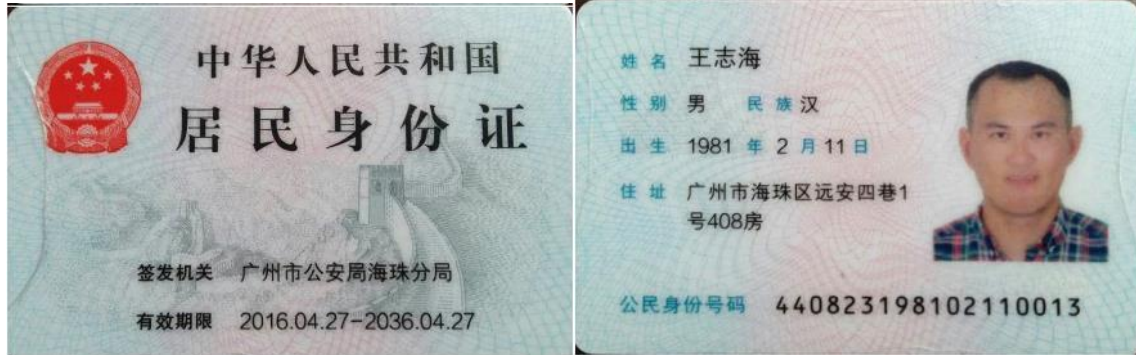 中华人民共和国
居民身份证
签发机关 广州市公安局海珠分局
有效期限 2016.04.27-2036.04.27
姓名 王志海
性别 男 民族 汉
出生 1981 年 2 月 11 日
住址 广州市海珠区远安四巷1
号408房
公民身份号码 440823198102110013